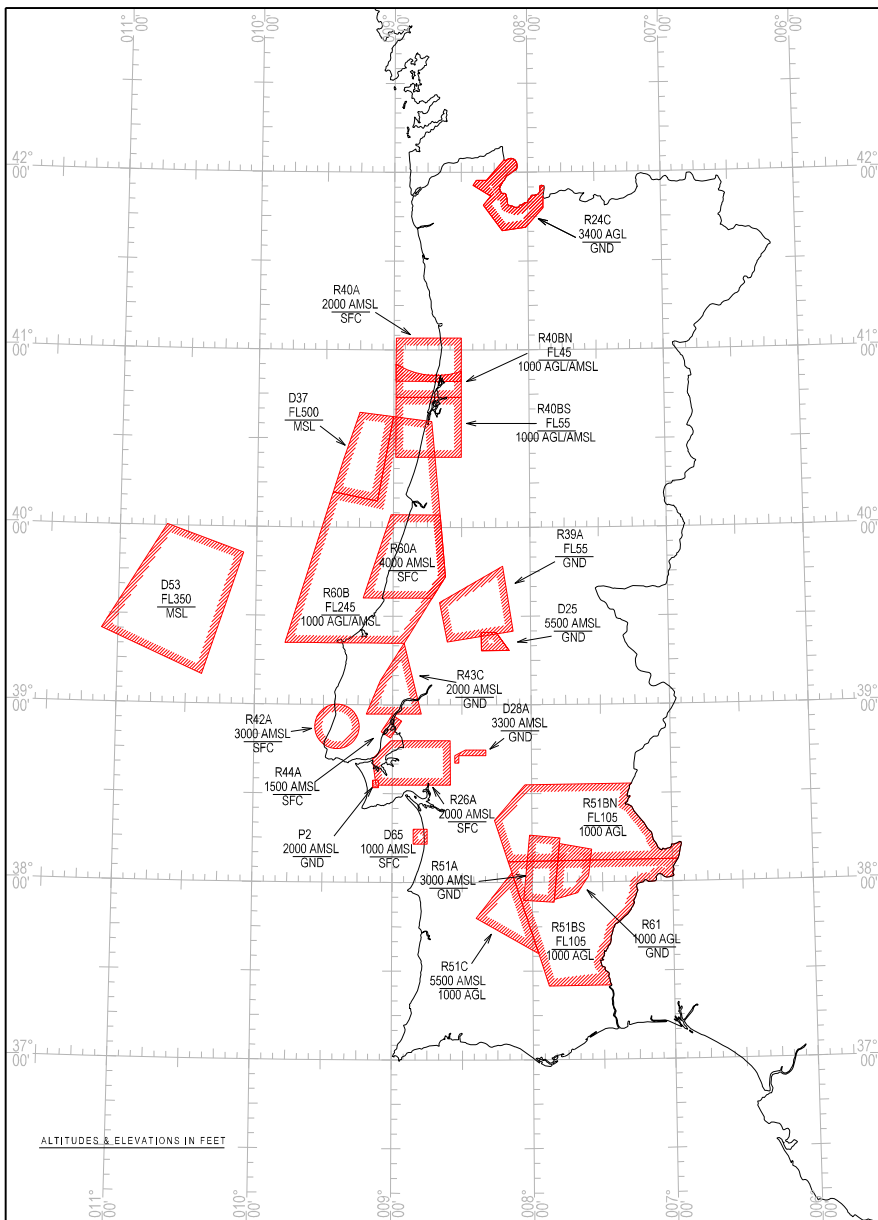 011° 00'
010° 00'
009° 00'
008° 00'
007° 00'
006° 00'
42° 00'
42° 00'
R24C
3400 AGL
GND
R40A
2000 AMSL
SFC
41° 00'
41° 00'
R40BN
FL45
1000 AGL/AMSL
D37
FL500
MSL
R40BS
FL55
1000 AGL/AMSL
40° 00'
40° 00'
R60A
4000 AMSL
SFC
R39A
FL55
GND
D53
FL350
MSL
R60B
FL245
1000 AGL/AMSL
D25
5500 AMSL
GND
39° 00'
39° 00'
R43C
2000 AMSL
GND
R42A
3000 AMSL
SFC
D28A
3300 AMSL
GND
R44A
1500 AMSL
SFC
R26A
2000 AMSL
SFC
R51BN
FL105
1000 AGL
P2
2000 AMSL
GND
D65
1000 AMSL
SFC
38° 00'
38° 00'
R51A
3000 AMSL
GND
R61
1000 AGL
GND
R51BS
FL105
1000 AGL
R51C
5500 AMSL
1000 AGL
37° 00'
37° 00'
ALTITUDES & ELEVATIONS IN FEET
011° 00'
010° 00'
009° 00'
008° 00'
007° 00'
006° 00'